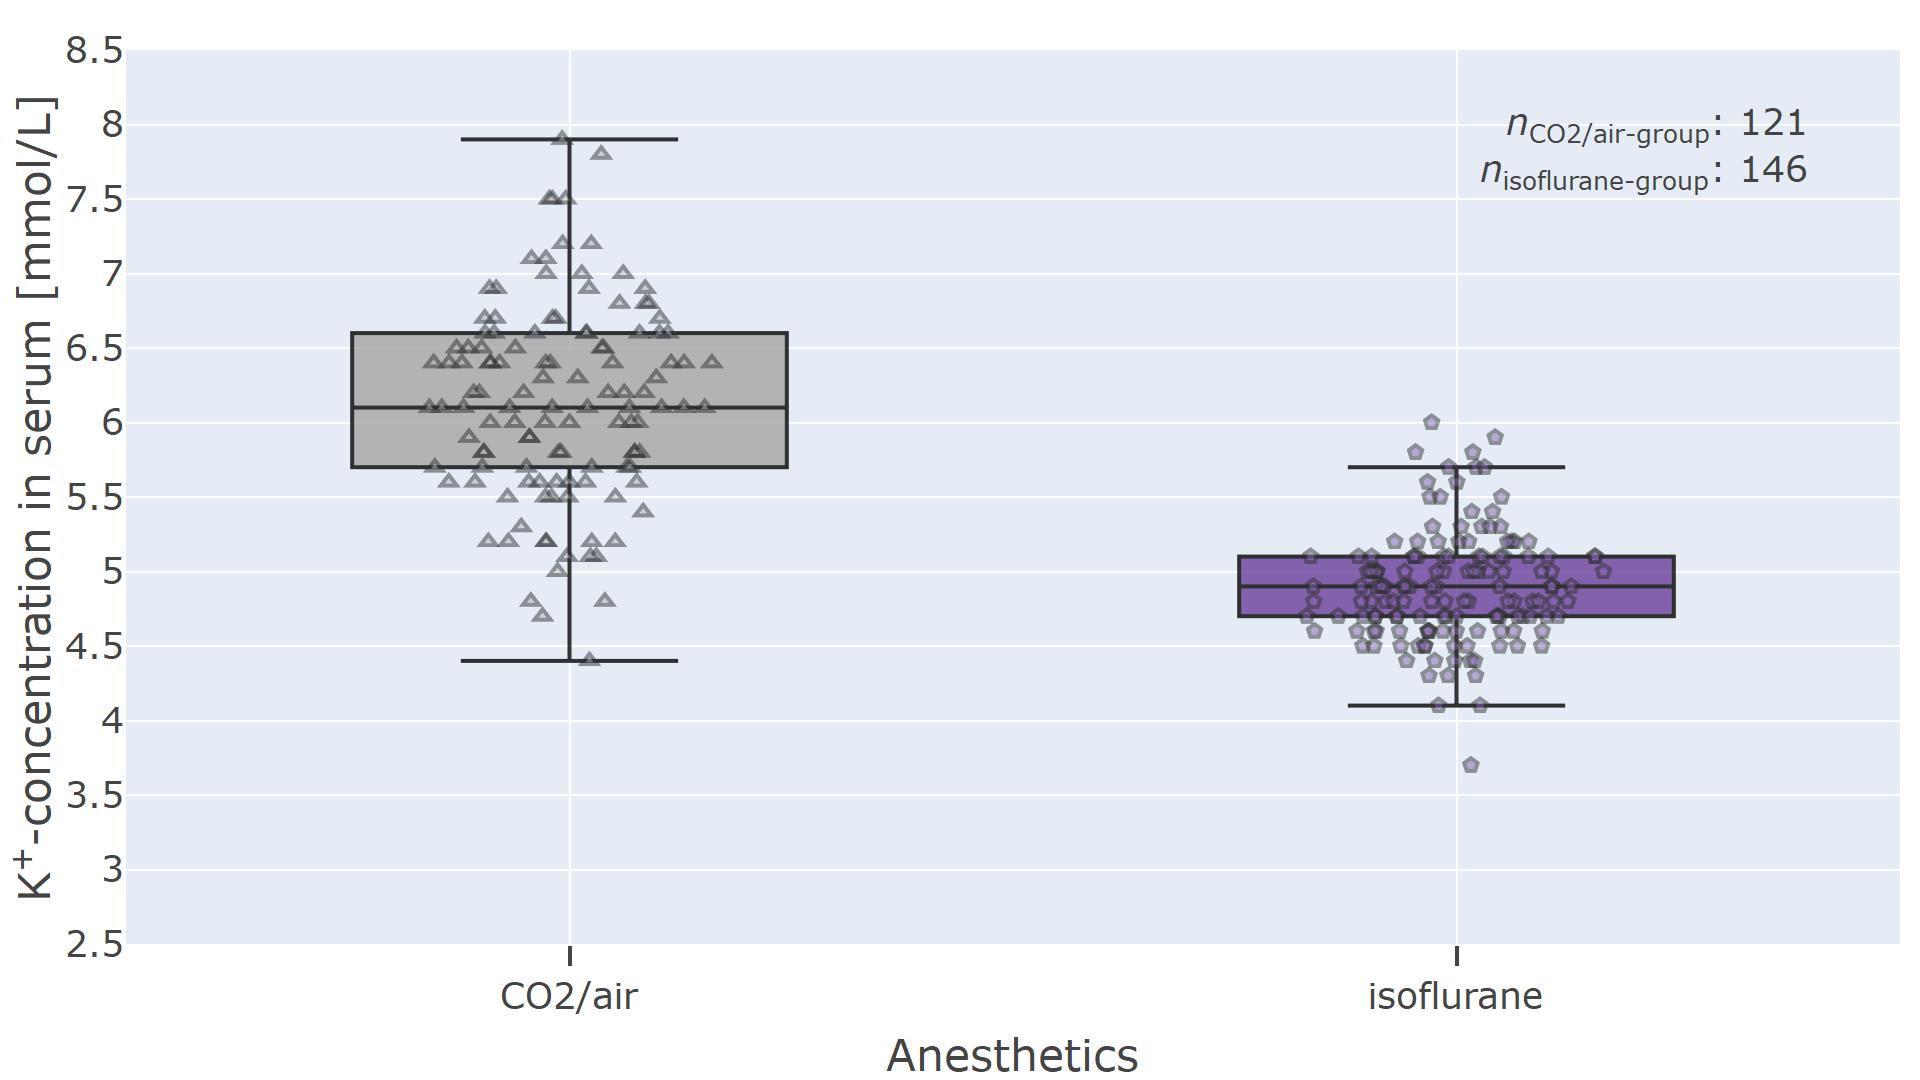 K⁺-concentration in serum [mmol/L]
8.5
8
7.5
7
6.5
6
5.5
5
4.5
4
3.5
3
2.5
nCO2/air-group: 121
nisoflurane-group: 146
CO2/air
isoflurane
Anesthetics